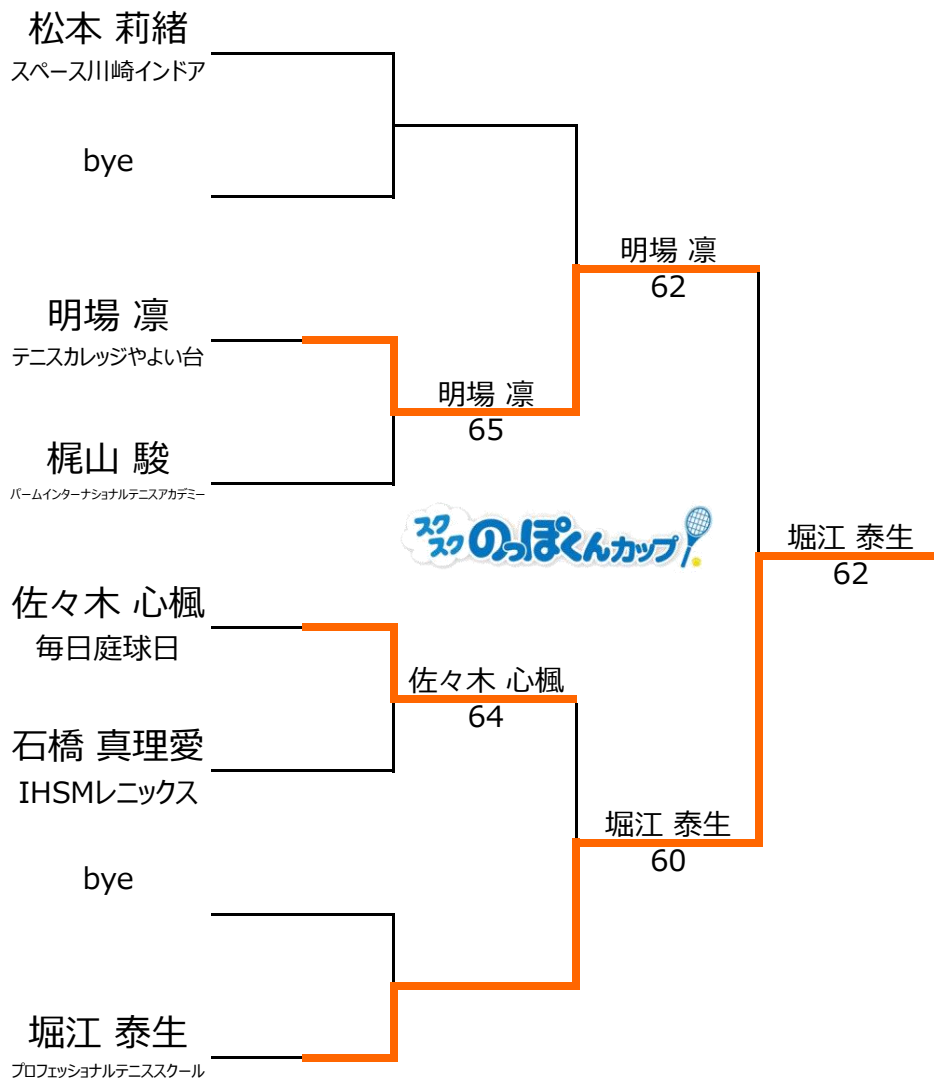 松本 莉緒
スペース川崎インドア
bye
明場 凛
62
明場 凛
テニスカレッジやよい台
明場 凛
65
梶山 駿
パームインターナショナルテニスアカデミー
スクスク のっぽくんカップ
堀江 泰生
62
佐々木 心楓
毎日庭球日
佐々木 心楓
64
石橋 真理愛
IHSMレニックス
堀江 泰生
60
bye
堀江 泰生
プロフェッショナルテニススクール